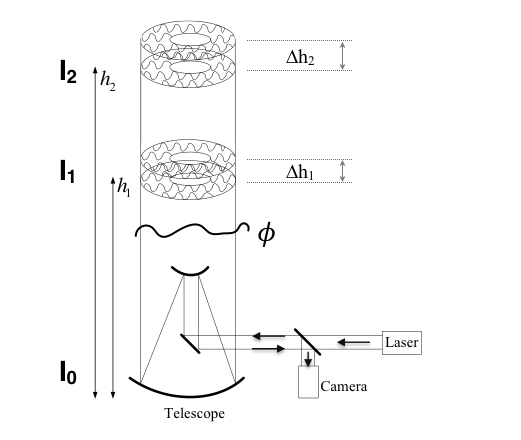 Δh₂
I₂
h₂
Δh₁
I₁
h₁
ϕ
Laser
I₀
Camera
Telescope